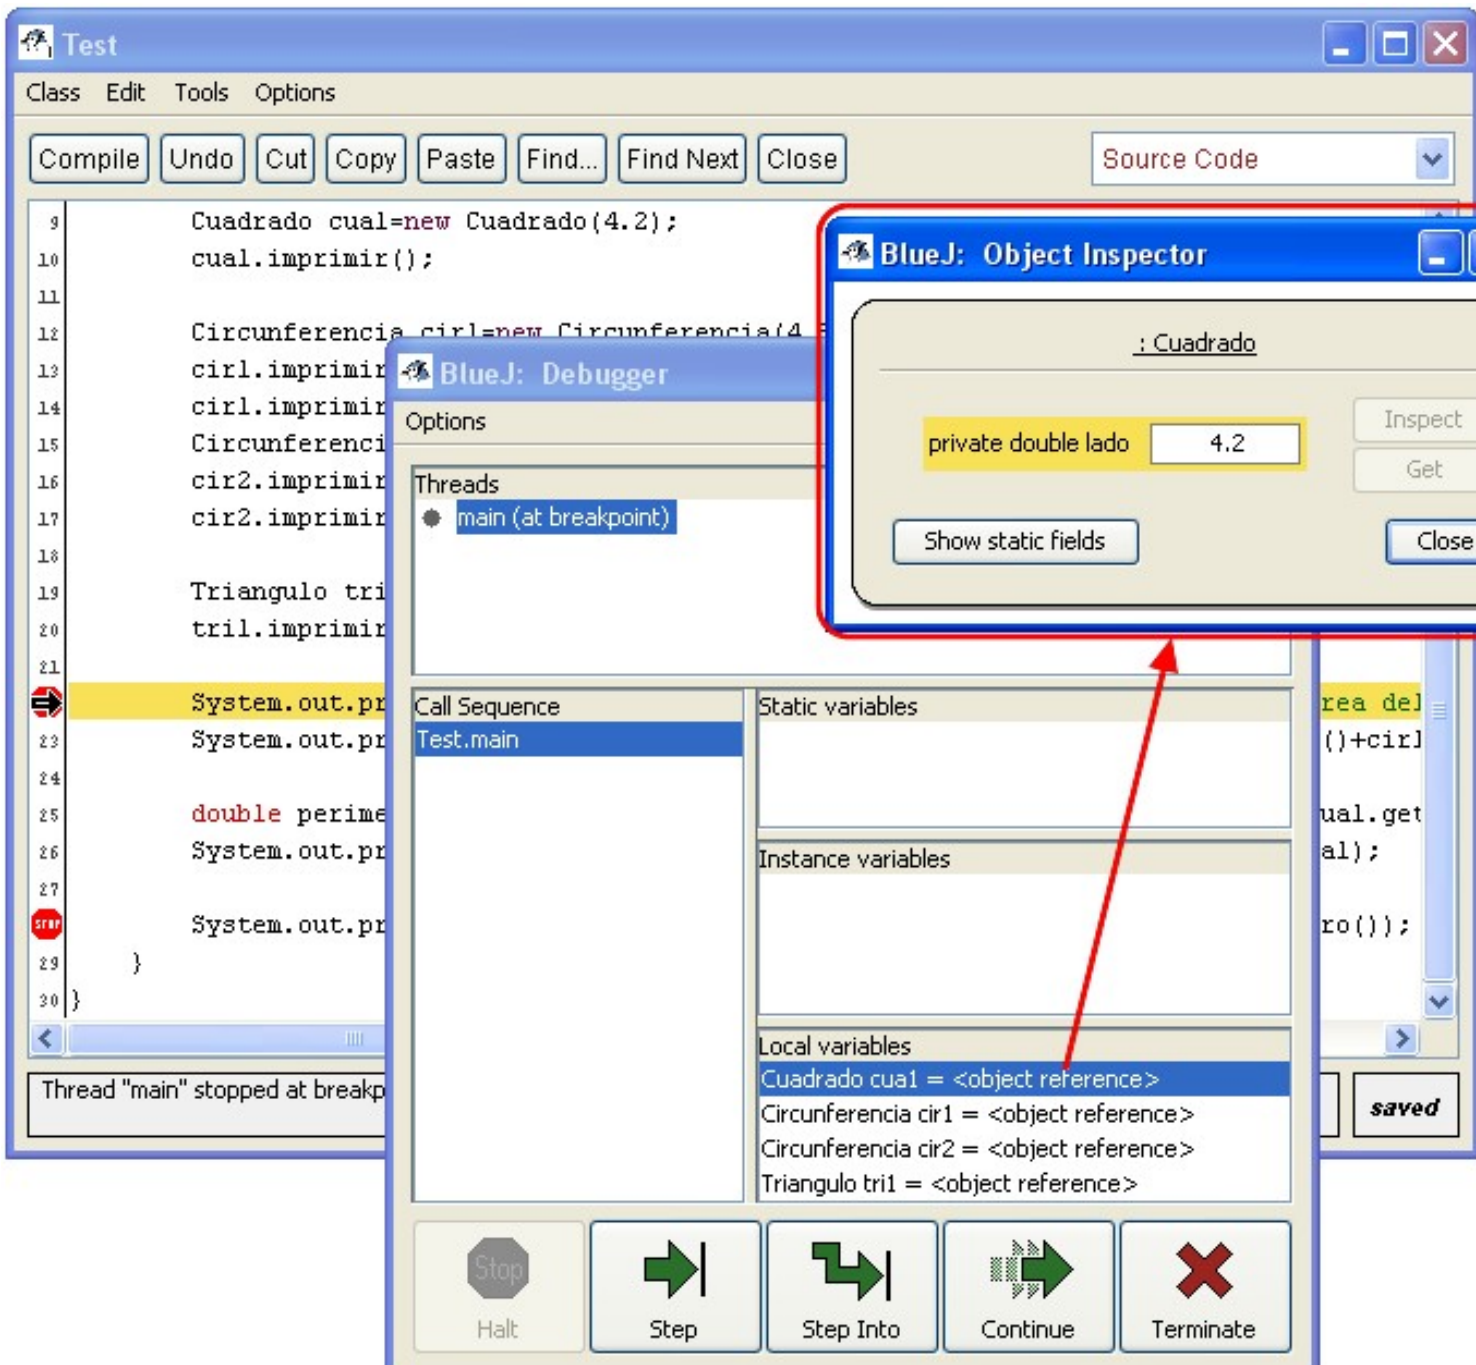 Test
Class Edit Tools Options
Compile Undo Cut Copy Paste Find... Find Next Close Source Code
9 Cuadrado cua1=new Cuadrado(4.2);
10 cua1.imprimir();
11
12 Circunferencia cir1=new Circunferencia(4
13 cir1.imprimir
14 cir1.imprimir
15 Circunferenci
16 cir2.imprimir
17 cir2.imprimir
18
19 Triangulo tri
20 tri1.imprimir
21
System.out.pr rea del
23 System.out.pr ()+cir1
24
25 double perime ua1.get
26 System.out.pr al);
27
STOP System.out.pr ro());
29 }
30 }
Thread "main" stopped at breakp
saved
BlueJ: Debugger
Options
Threads
main (at breakpoint)
Call Sequence
Test.main
Static variables
Instance variables
Local variables
Cuadrado cua1 = <object reference>
Circunferencia cir1 = <object reference>
Circunferencia cir2 = <object reference>
Triangulo tri1 = <object reference>
Stop
Halt Step Step Into Continue Terminate
BlueJ: Object Inspector
: Cuadrado
private double lado 4.2
Inspect
Get
Show static fields Close